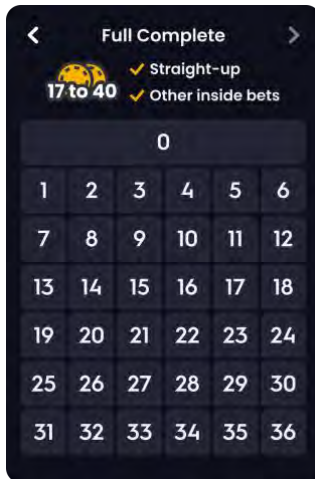 Full Complete
17 to 40
Straight-up
Other inside bets
0
1 2 3 4 5 6
7 8 9 10 11 12
13 14 15 16 17 18
19 20 21 22 23 24
25 26 27 28 29 30
31 32 33 34 35 36